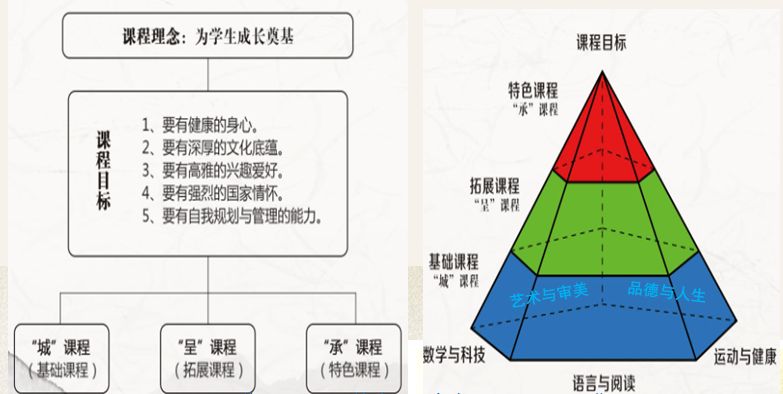 课程理念：为学生成长奠基
课程目标
1、要有健康的身心。
2、要有深厚的文化底蕴。
3、要有高雅的兴趣爱好。
4、要有强烈的国家情怀。
5、要有自我规划与管理的能力。
“城”课程
（基础课程）
“呈”课程
（拓展课程）
“承”课程
（特色课程）
课程目标
特色课程
“承”课程
拓展课程
“呈”课程
基础课程
“城”课程
艺术与审美
品德与人生
数学与科技
运动与健康
语言与阅读